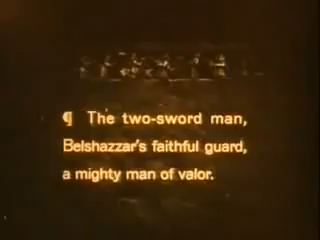 ¶ The two-sword man,
Belshazzar's faithful guard,
a mighty man of valor.